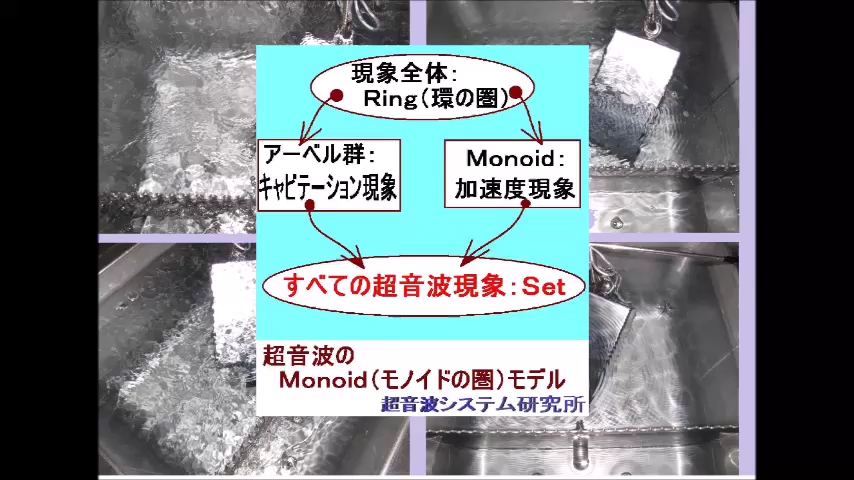 現象全体：
Ring（環の圏）
アーベル群：
キャビテーション現象
Monoid：
加速度現象
すべての超音波現象：Set
超音波の
Monoid（モノイドの圏）モデル
超音波システム研究所